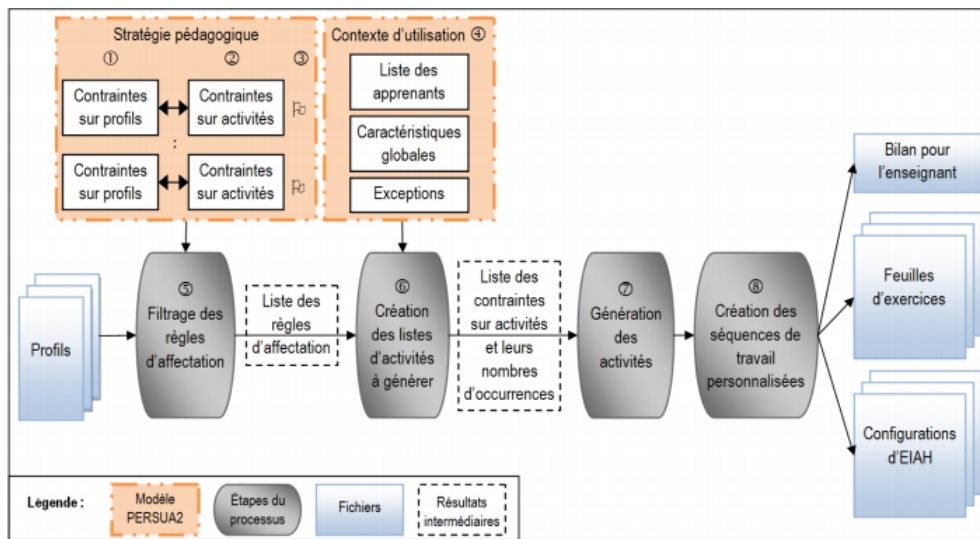 Stratégie pédagogique
① ② ③
Contraintes
sur profils
Contraintes
sur activités
:
Contraintes
sur profils
Contraintes
sur activités
Contexte d'utilisation ④
Liste des
apprenants
Caractéristiques
globales
Exceptions
Profils
⑤
Filtrage des
règles
d'affectation
Liste des
règles
d'affectation
⑥
Création
des listes
d'activités
à générer
Liste des
contraintes
sur activités
et leurs
nombres
d'occurrences
⑦
Génération
des
activités
⑧
Création des
séquences de
travail
personnalisées
Bilan pour
l'enseignant
Feuilles
d'exercices
Configurations
d'EIAH
Légende :
Modèle
PERSUA2
Étapes du
processus
Fichiers
Résultats
intermédiaires